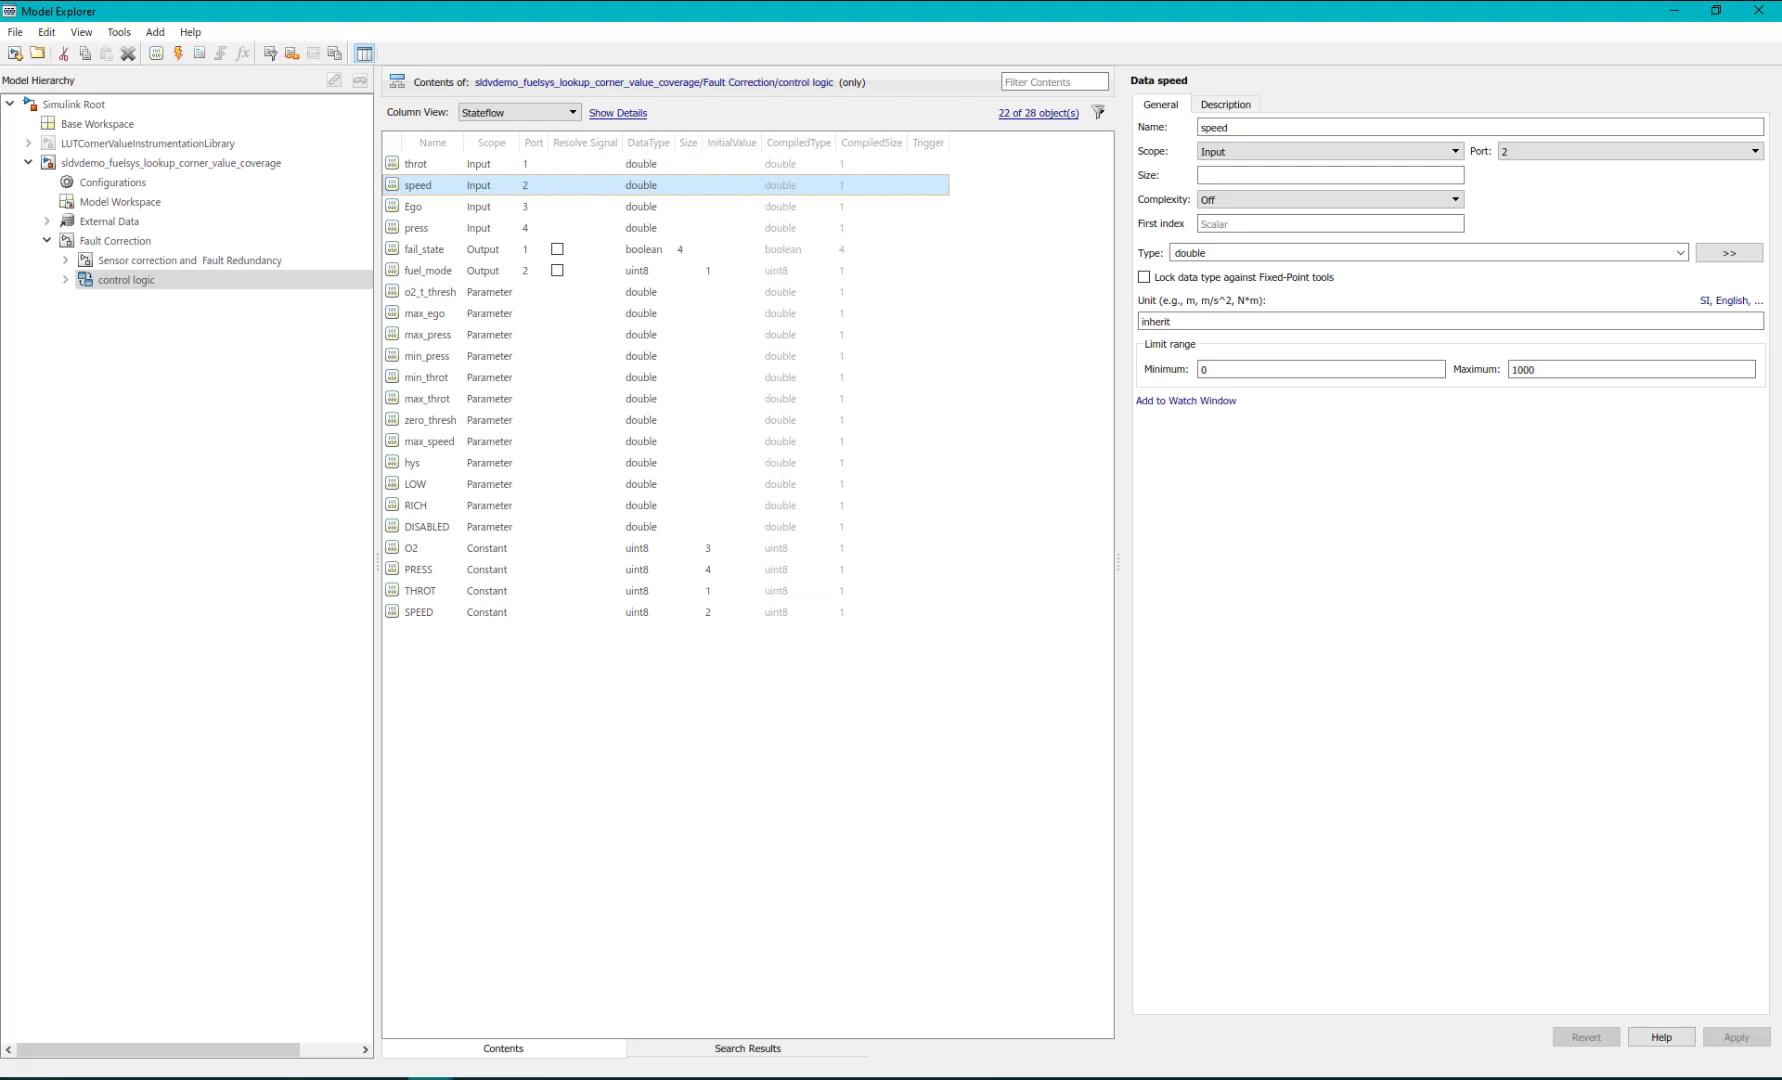 Model Explorer
File Edit View Tools Add Help
Model Hierarchy
Simulink Root
Base Workspace
LUTCornerValueInstrumentationLibrary
sldvdemo_fuelsys_lookup_corner_value_coverage
Configurations
Model Workspace
External Data
Fault Correction
Sensor correction and Fault Redundancy
control logic
Contents of: sldvdemo_fuelsys_lookup_corner_value_coverage/Fault Correction/control logic (only) Filter Contents
Column View: Stateflow Show Details 22 of 28 object(s)
Name Scope Port Resolve Signal DataType Size InitialValue CompiledType CompiledSize Trigger
throt Input 1 double double 1
speed Input 2 double double 1
Ego Input 3 double double 1
press Input 4 double double 1
fail_state Output 1 boolean 4 boolean 4
fuel_mode Output 2 uint8 1 uint8 1
o2_t_thresh Parameter double double 1
max_ego Parameter double double 1
max_press Parameter double double 1
min_press Parameter double double 1
min_throt Parameter double double 1
max_throt Parameter double double 1
zero_thresh Parameter double double 1
max_speed Parameter double double 1
hys Parameter double double 1
LOW Parameter double double 1
RICH Parameter double double 1
DISABLED Parameter double double 1
O2 Constant uint8 3 uint8 1
PRESS Constant uint8 4 uint8 1
THROT Constant uint8 1 uint8 1
SPEED Constant uint8 2 uint8 1
Contents Search Results
Data speed
General Description
Name: speed
Scope: Input Port: 2
Size:
Complexity: Off
First index Scalar
Type: double >>
Lock data type against Fixed-Point tools
Unit (e.g., m, m/s^2, N*m): SI, English, ...
inherit
Limit range
Minimum: 0 Maximum: 1000
Add to Watch Window
Revert Help Apply